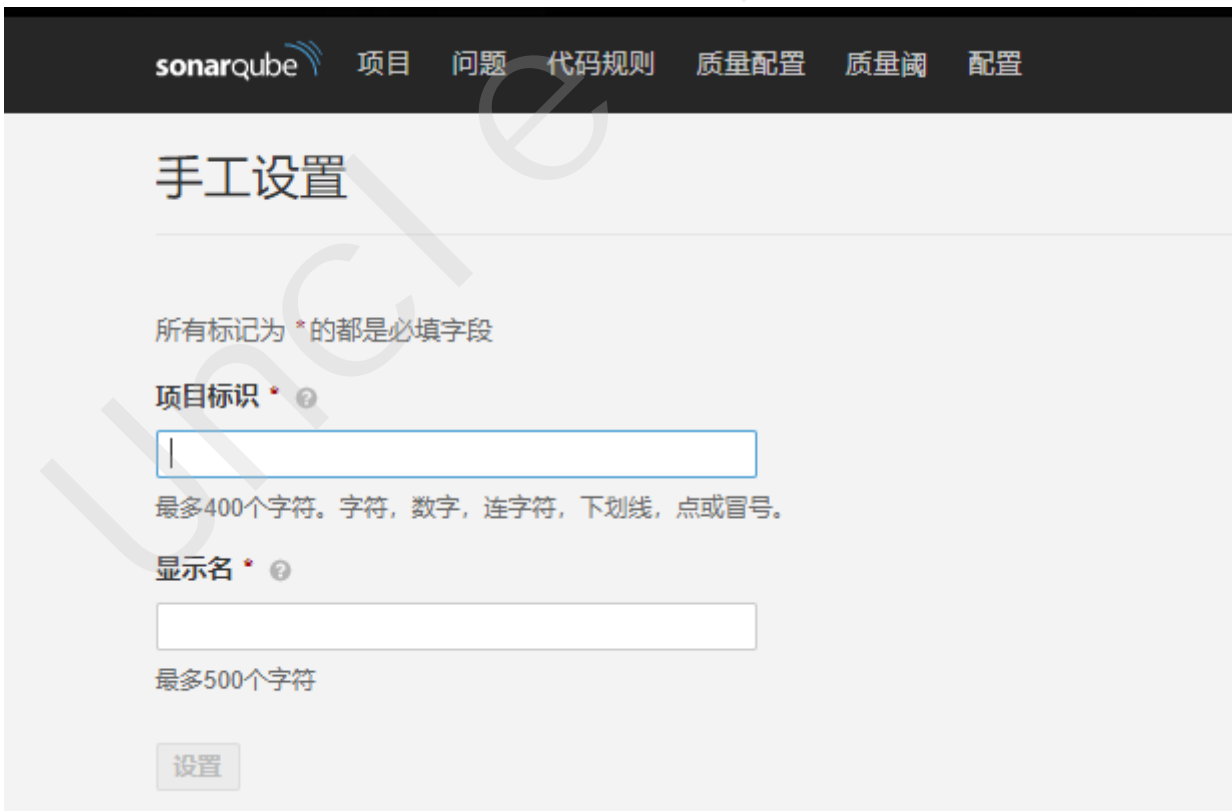 sonarqube 项目 问题 代码规则 质量配置 质量阈 配置
手工设置
所有标记为 * 的都是必填字段
项目标识 * ?
最多400个字符。字符，数字，连字符，下划线，点或冒号。
显示名 * ?
最多500个字符
设置
Uncle